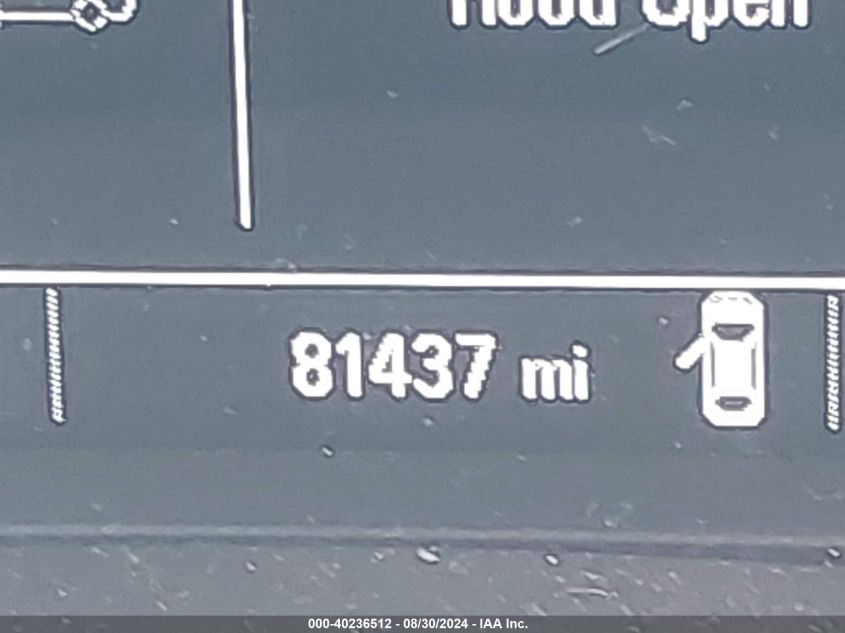 Hood Open
81437 mi
000-40236512 - 08/30/2024 - IAA Inc.